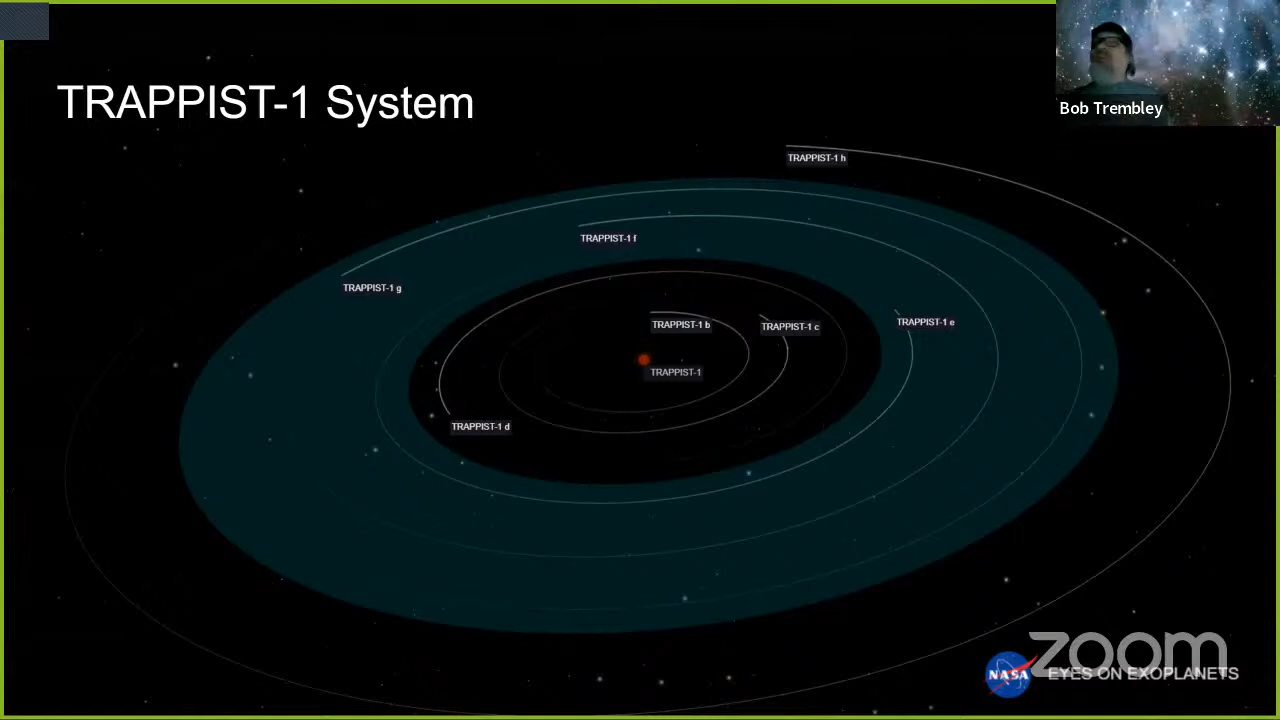 TRAPPIST-1 System
Bob Trembley
TRAPPIST-1 h
TRAPPIST-1 f
TRAPPIST-1 g
TRAPPIST-1 b
TRAPPIST-1 c
TRAPPIST-1 e
TRAPPIST-1
TRAPPIST-1 d
zoom
NASA
EYES ON EXOPLANETS